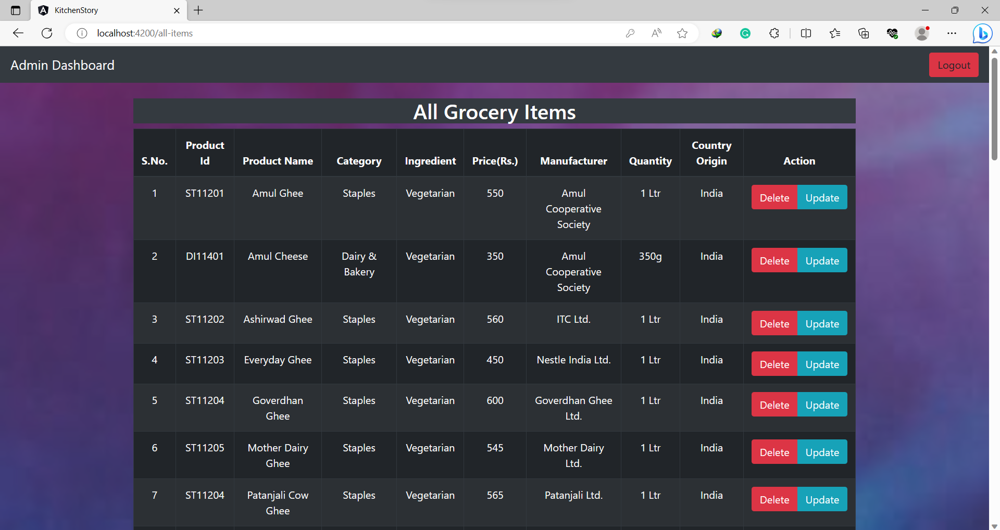 KitchenStory
localhost:4200/all-items
Admin Dashboard
Logout
All Grocery Items
S.No. Product Id Product Name Category Ingredient Price(Rs.) Manufacturer Quantity Country Origin Action
1 ST11201 Amul Ghee Staples Vegetarian 550 Amul Cooperative Society 1 Ltr India Delete Update
2 DI11401 Amul Cheese Dairy & Bakery Vegetarian 350 Amul Cooperative Society 350g India Delete Update
3 ST11202 Ashirwad Ghee Staples Vegetarian 560 ITC Ltd. 1 Ltr India Delete Update
4 ST11203 Everyday Ghee Staples Vegetarian 450 Nestle India Ltd. 1 Ltr India Delete Update
5 ST11204 Goverdhan Ghee Staples Vegetarian 600 Goverdhan Ghee Ltd. 1 Ltr India Delete Update
6 ST11205 Mother Dairy Ghee Staples Vegetarian 545 Mother Dairy Ltd. 1 Ltr India Delete Update
7 ST11204 Patanjali Cow Ghee Staples Vegetarian 565 Patanjali Ltd. 1 Ltr India Delete Update